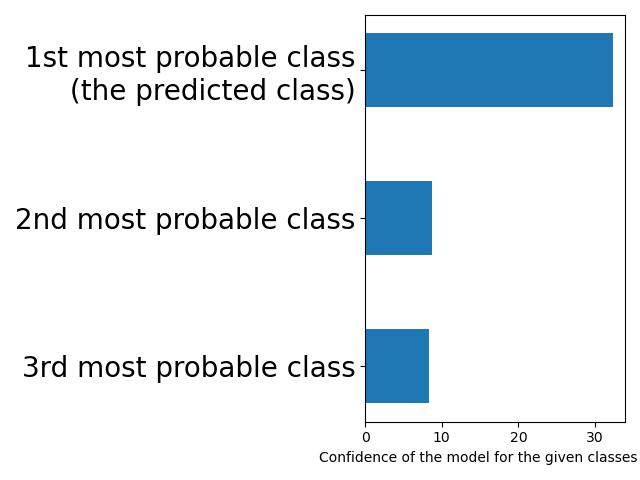 1st most probable class
(the predicted class)
2nd most probable class
3rd most probable class
0 10 20 30
Confidence of the model for the given classes